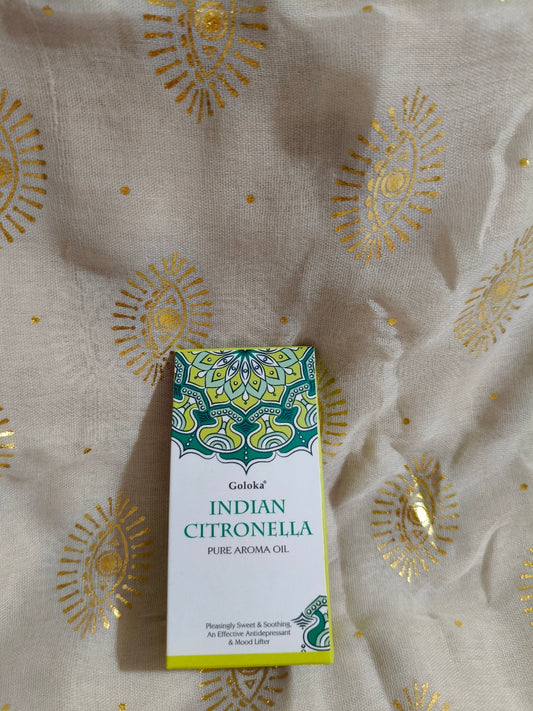 Goloka®
INDIAN
CITRONELLA
PURE AROMA OIL
Pleasingly Sweet & Soothing,
An Effective Antidepressant
& Mood Lifter